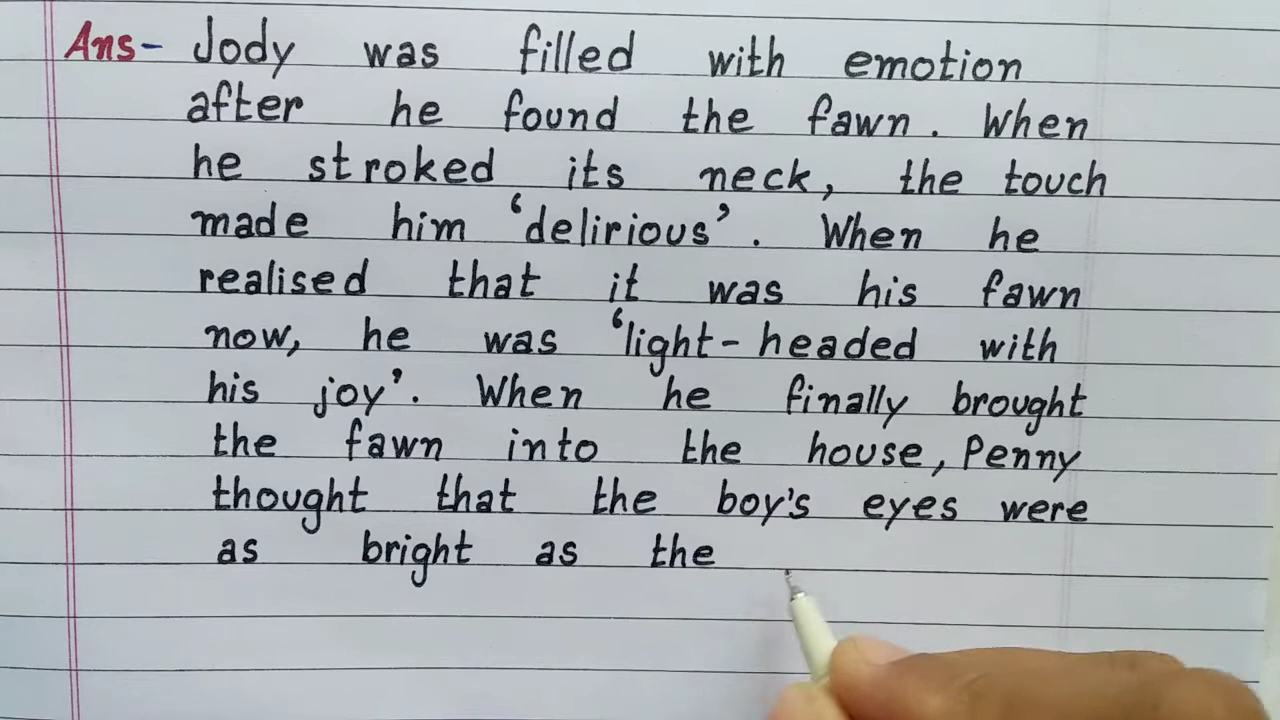 Ans- Jody was filled with emotion
after he found the fawn. When
he stroked its neck, the touch
made him ‘delirious’. When he
realised that it was his fawn
now, he was ‘light-headed with
his joy’. When he finally brought
the fawn into the house, Penny
thought that the boy's eyes were
as bright as the